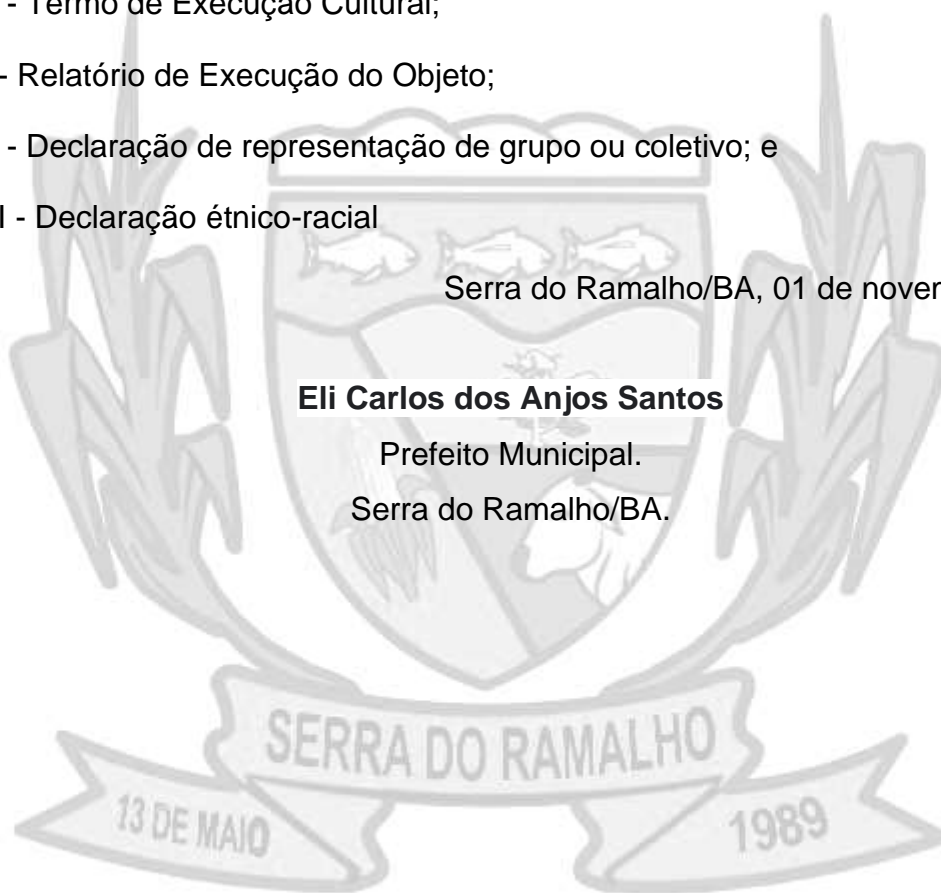 - Termo de Execução Cultural;
- Relatório de Execução do Objeto;
- Declaração de representação de grupo ou coletivo; e
I - Declaração étnico-racial
Serra do Ramalho/BA, 01 de
Eli Carlos dos Anjos Santos
Prefeito Municipal.
Serra do Ramalho/BA.
SERRA DO RAMALHO
13 DE MAIO
1989